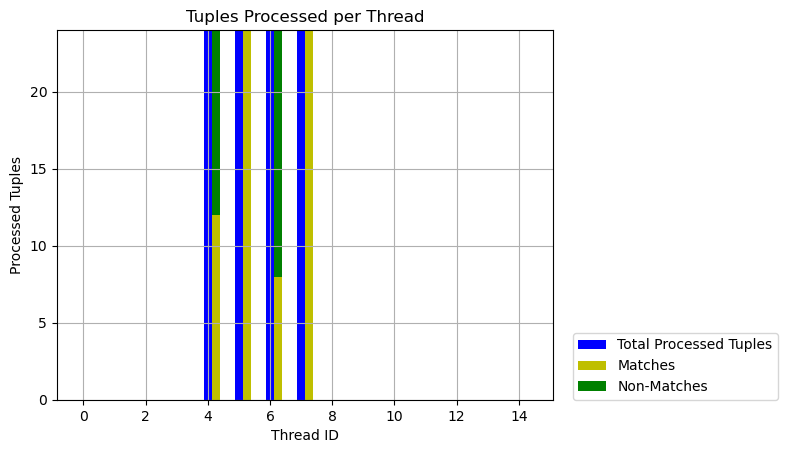 Tuples Processed per Thread
Processed Tuples
20
15
10
5
0
0 2 4 6 8 10 12 14
Thread ID
Total Processed Tuples
Matches
Non-Matches